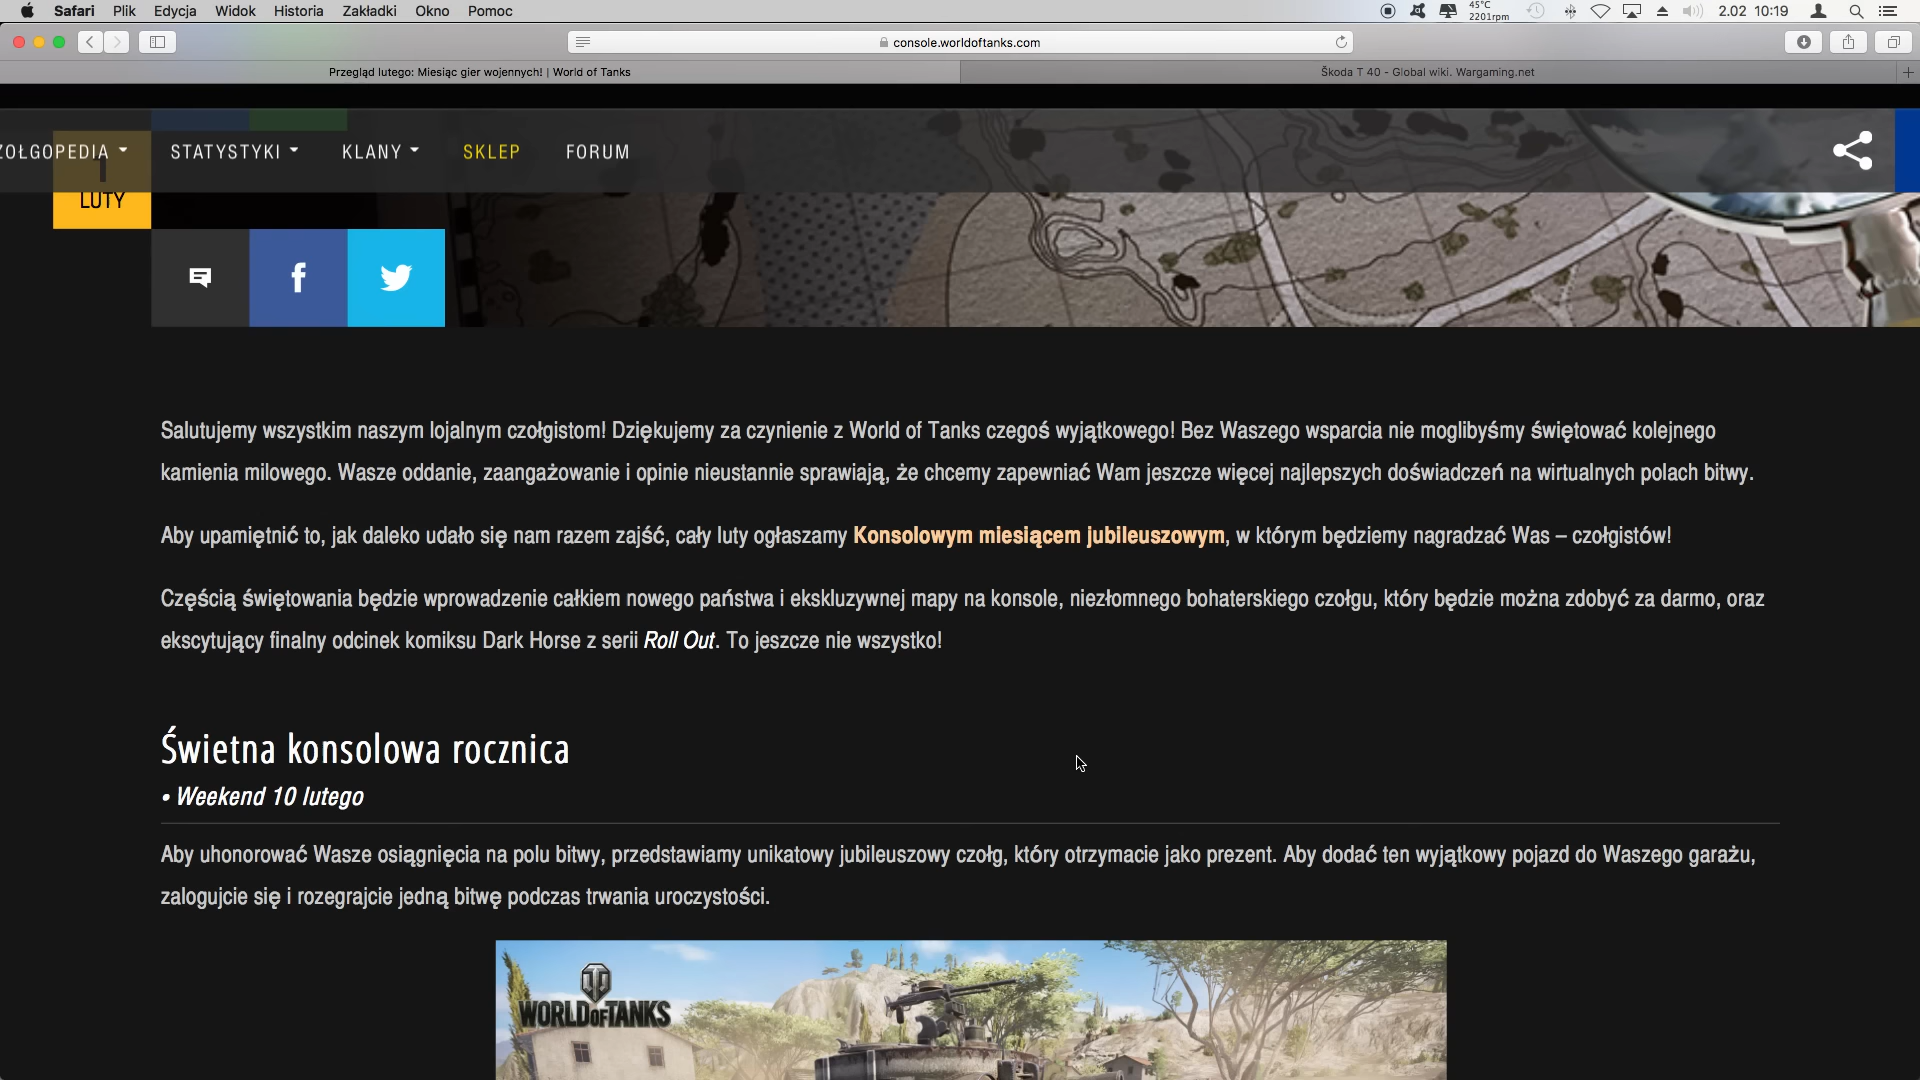 Safari Plik Edycja Widok Historia Zakładki Okno Pomoc 45°C 2201rpm 2.02 10:19
console.worldoftanks.com
Przegląd lutego: Miesiąc gier wojennych! | World of Tanks Škoda T 40 - Global wiki. Wargaming.net
ZOŁGOPEDIA STATYSTYKI KLANY SKLEP FORUM
1
LUTY
Salutujemy wszystkim naszym lojalnym czołgistom! Dziękujemy za czynienie z World of Tanks czegoś wyjątkowego! Bez Waszego wsparcia nie moglibyśmy świętować kolejnego
kamienia milowego. Wasze oddanie, zaangażowanie i opinie nieustannie sprawiają, że chcemy zapewniać Wam jeszcze więcej najlepszych doświadczeń na wirtualnych polach bitwy.
Aby upamiętnić to, jak daleko udało się nam razem zajść, cały luty ogłaszamy Konsolowym miesiącem jubileuszowym, w którym będziemy nagradzać Was – czołgistów!
Częścią świętowania będzie wprowadzenie całkiem nowego państwa i ekskluzywnej mapy na konsole, niezłomnego bohaterskiego czołgu, który będzie można zdobyć za darmo, oraz
ekscytujący finalny odcinek komiksu Dark Horse z serii Roll Out. To jeszcze nie wszystko!
Świetna konsolowa rocznica
• Weekend 10 lutego
Aby uhonorować Wasze osiągnięcia na polu bitwy, przedstawiamy unikatowy jubileuszowy czołg, który otrzymacie jako prezent. Aby dodać ten wyjątkowy pojazd do Waszego garażu,
zalogujcie się i rozegrajcie jedną bitwę podczas trwania uroczystości.
WORLD OF TANKS